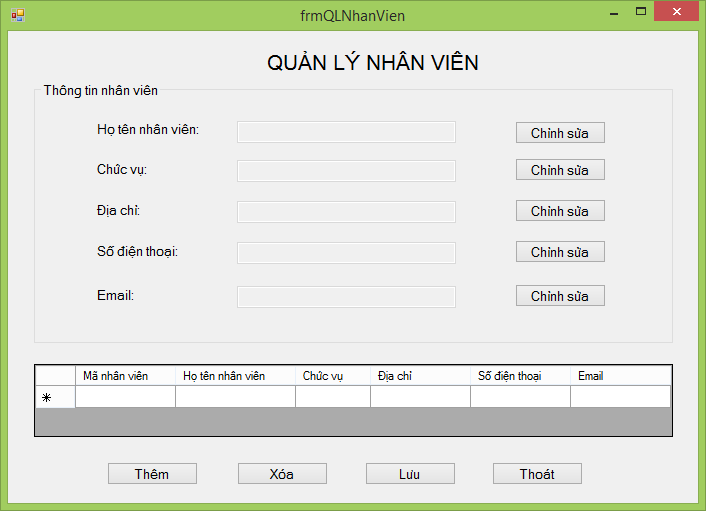 frmQLNhanVien
QUẢN LÝ NHÂN VIÊN
Thông tin nhân viên
Họ tên nhân viên: Chỉnh sửa
Chức vụ: Chỉnh sửa
Địa chỉ: Chỉnh sửa
Số điện thoại: Chỉnh sửa
Email: Chỉnh sửa
Mã nhân viên Họ tên nhân viên Chức vụ Địa chỉ Số điện thoại Email
Thêm Xóa Lưu Thoát